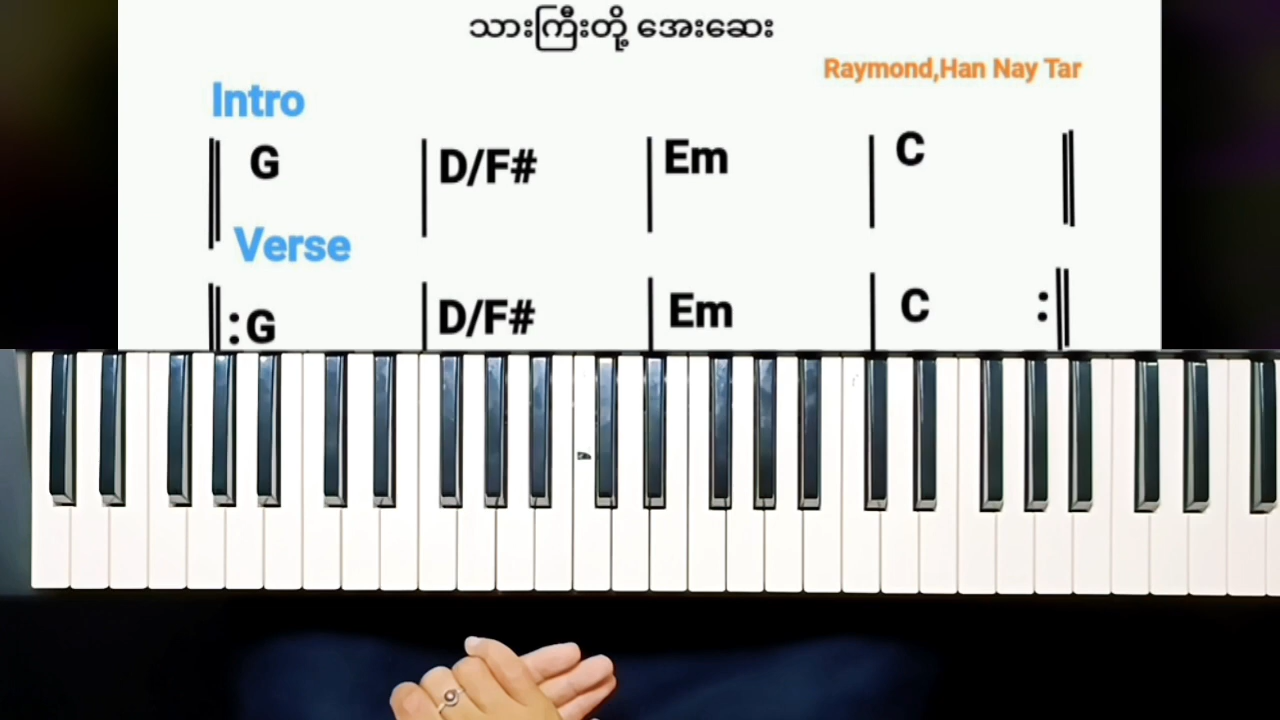 သားကြီးတို့ အေးဆေး
Raymond,Han Nay Tar
Intro
G D/F# Em C
Verse
:G D/F# Em C :